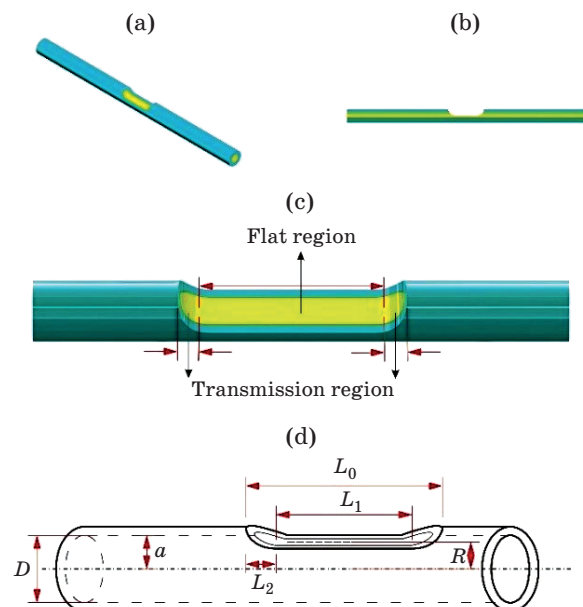 (a)
(b)
(c)
Flat region
Transmission region
(d)
L₀
L₁
a
R
D
L₂